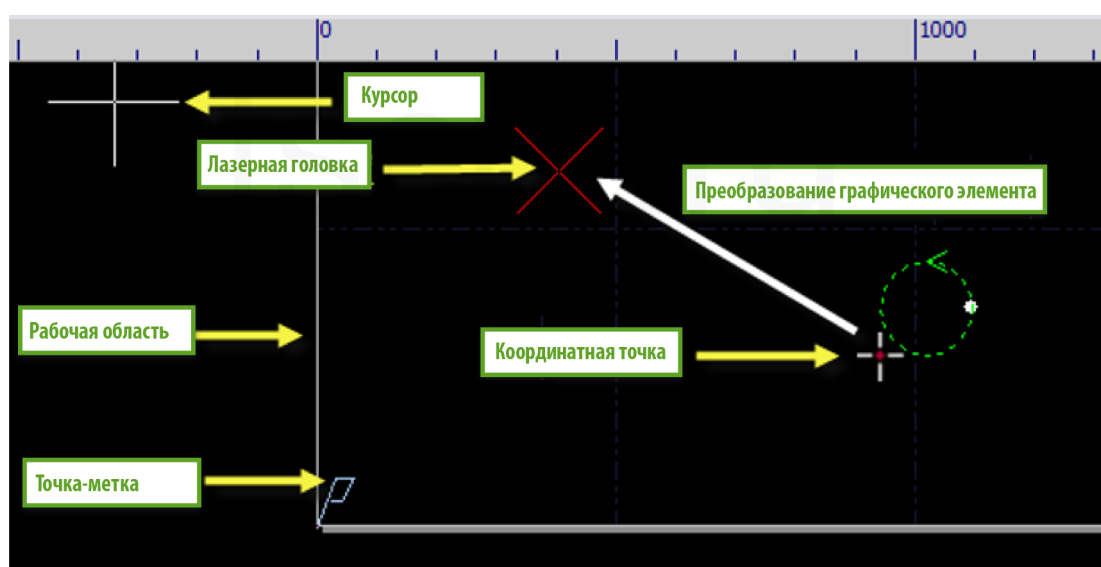 0
1000
Курсор
Лазерная головка
Преобразование графического элемента
Рабочая область
Координатная точка
Точка-метка